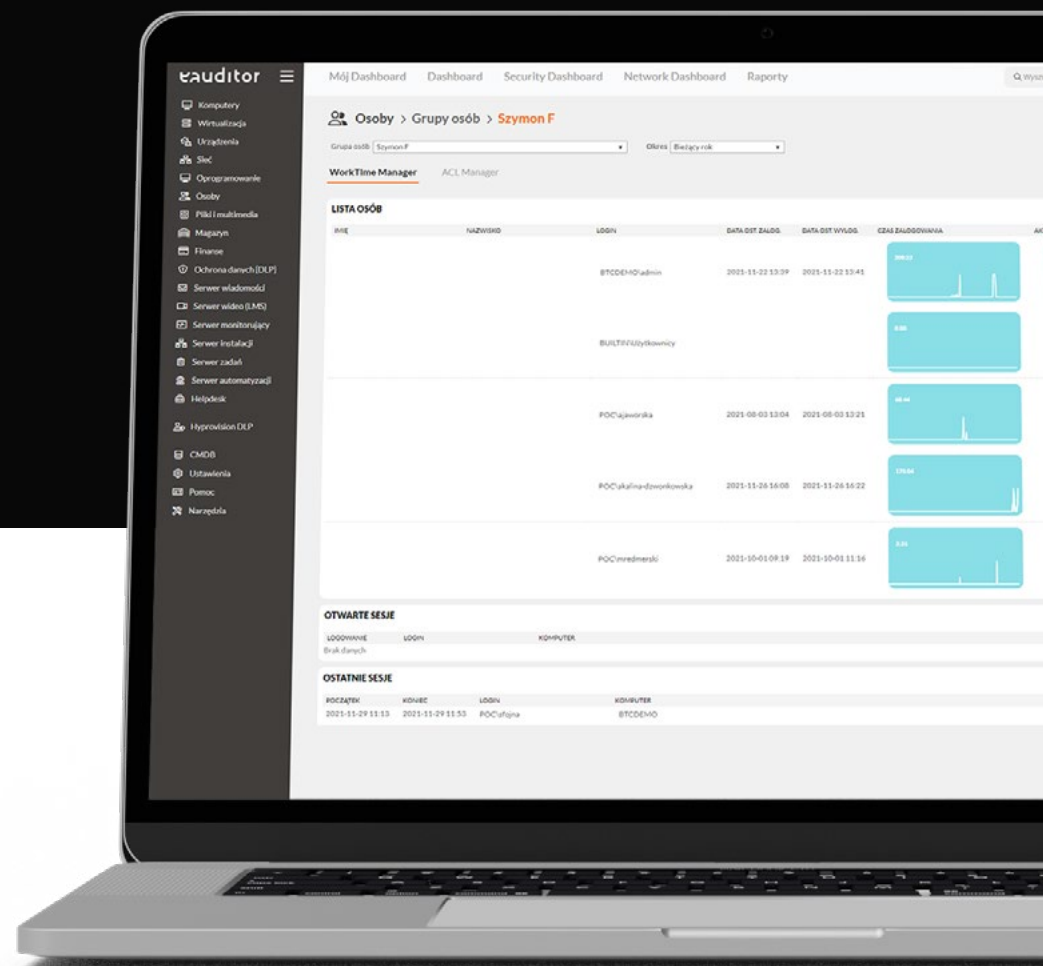 eauditor
Mój Dashboard Dashboard Security Dashboard Network Dashboard Raporty
Komputery
Wirtualizacja
Urządzenia
Sieć
Oprogramowanie
Osoby
Pliki i multimedia
Magazyn
Finanse
Ochrona danych [DLP]
Serwer wiadomości
Serwer wideo (LMS)
Serwer monitorujący
Serwer instalacji
Serwer zadań
Serwer automatyzacji
Helpdesk
Hyprovision DLP
CMDB
Ustawienia
Pomoc
Narzędzia
Osoby > Grupy osób > Szymon F
Grupa osób Szymon F Okres Bieżący rok
WorkTime Manager ACL Manager
LISTA OSÓB
IMIĘ NAZWISKO LOGIN DATA OST. ZALOG. DATA OST. WYLOG. CZAS ZALOGOWANIA
BTCDEMO\admin 2021-11-22 13:39 2021-11-22 13:41
BUILTIN\Użytkownicy
POC\ajaworska 2021-08-03 13:04 2021-08-03 13:21
POC\akalina-dzwonkowska 2021-11-26 16:08 2021-11-26 16:22
POC\mredmerski 2021-10-01 09:19 2021-10-01 11:16
OTWARTE SESJE
LOGOWANIE LOGIN KOMPUTER
Brak danych
OSTATNIE SESJE
POCZĄTEK KONIEC LOGIN KOMPUTER
2021-11-29 11:13 2021-11-29 11:53 POC\sfojna BTCDEMO